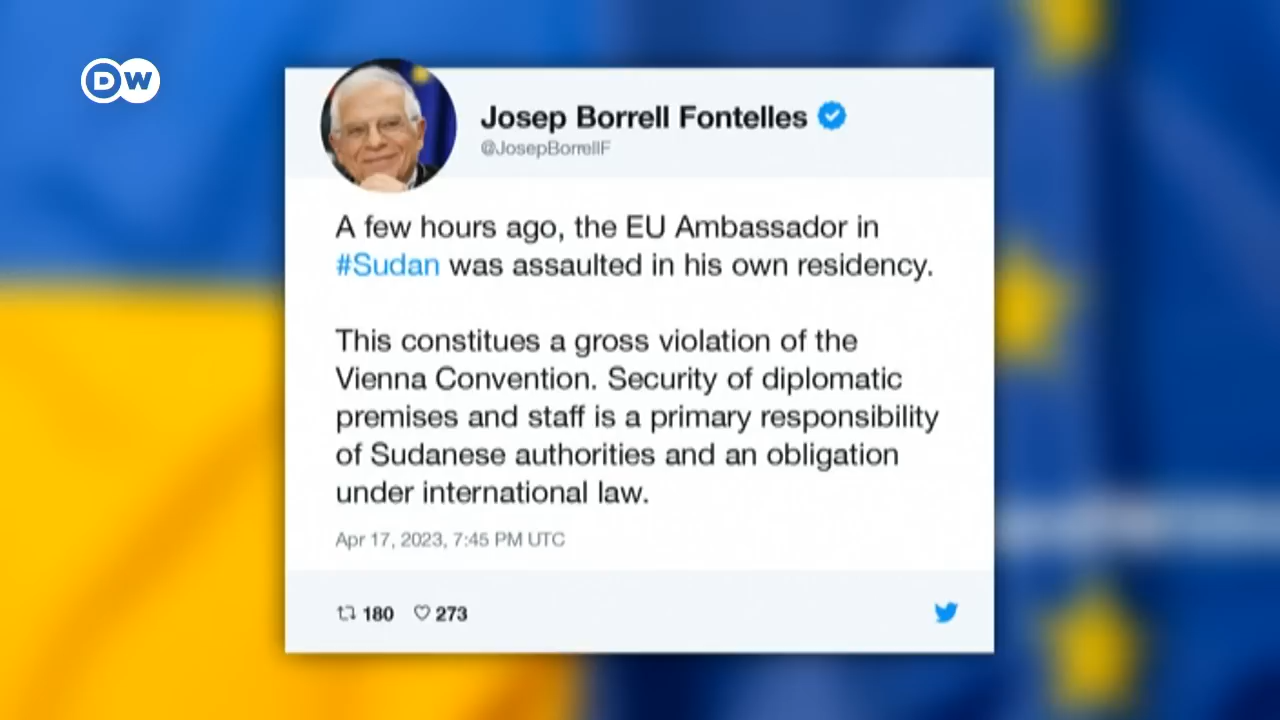 DW
Josep Borrell Fontelles
@JosepBorrellF
A few hours ago, the EU Ambassador in
#Sudan was assaulted in his own residency.
This constitues a gross violation of the
Vienna Convention. Security of diplomatic
premises and staff is a primary responsibility
of Sudanese authorities and an obligation
under international law.
Apr 17, 2023, 7:45 PM UTC
180 273